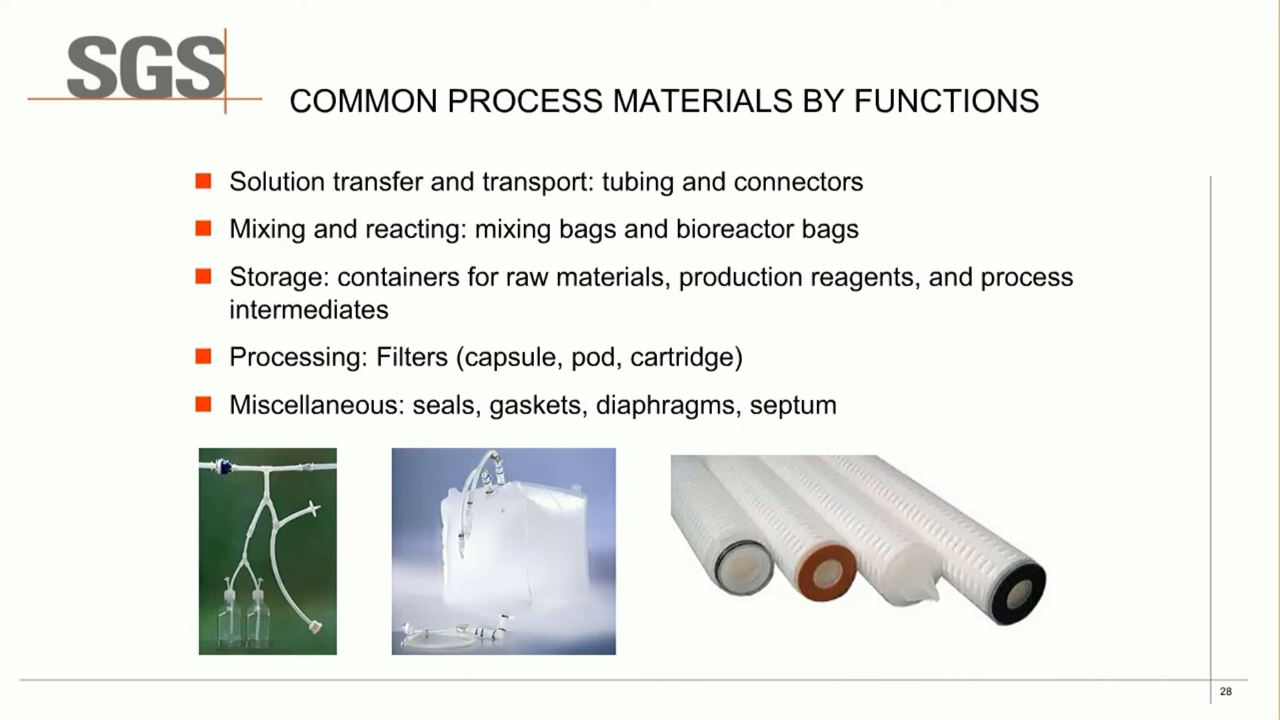 SGS
COMMON PROCESS MATERIALS BY FUNCTIONS
Solution transfer and transport: tubing and connectors
Mixing and reacting: mixing bags and bioreactor bags
Storage: containers for raw materials, production reagents, and process
intermediates
Processing: Filters (capsule, pod, cartridge)
Miscellaneous: seals, gaskets, diaphragms, septum
28